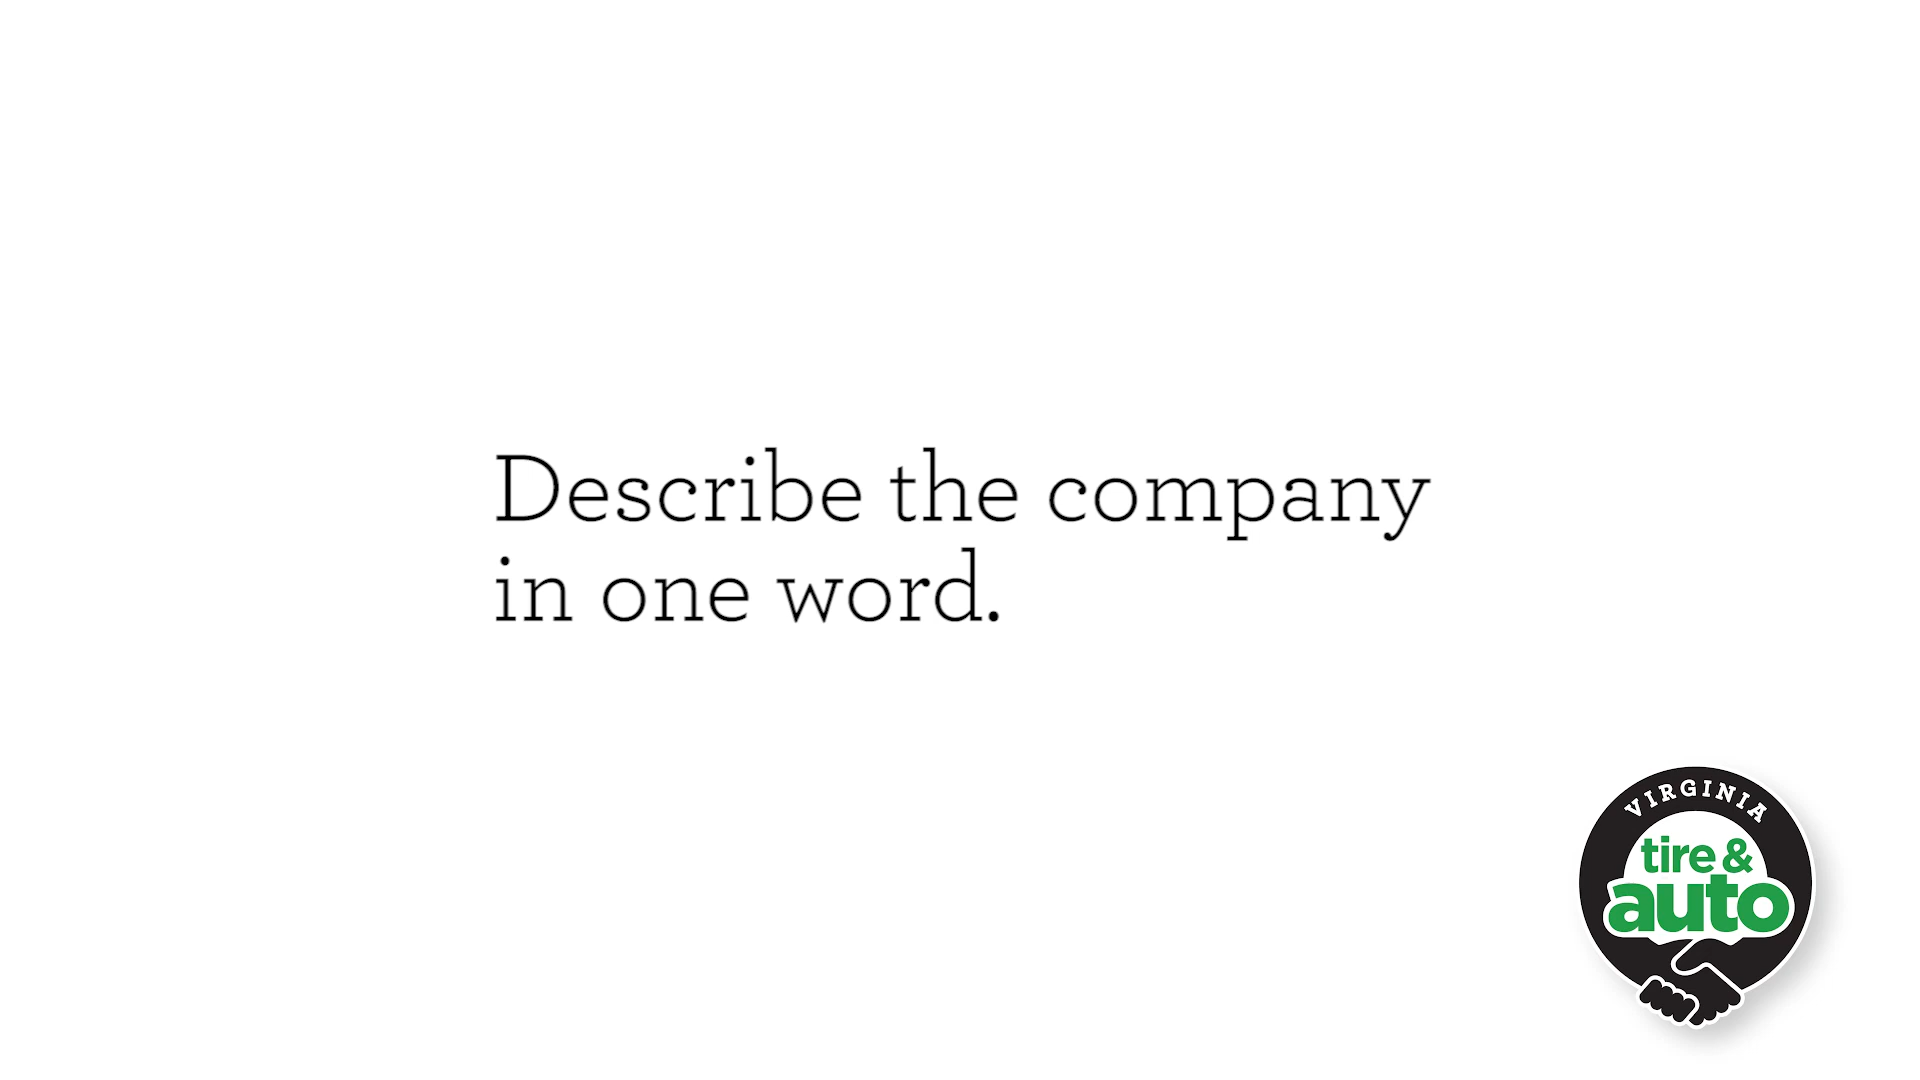 Describe the company
in one word.
VIRGINIA
tire &
auto